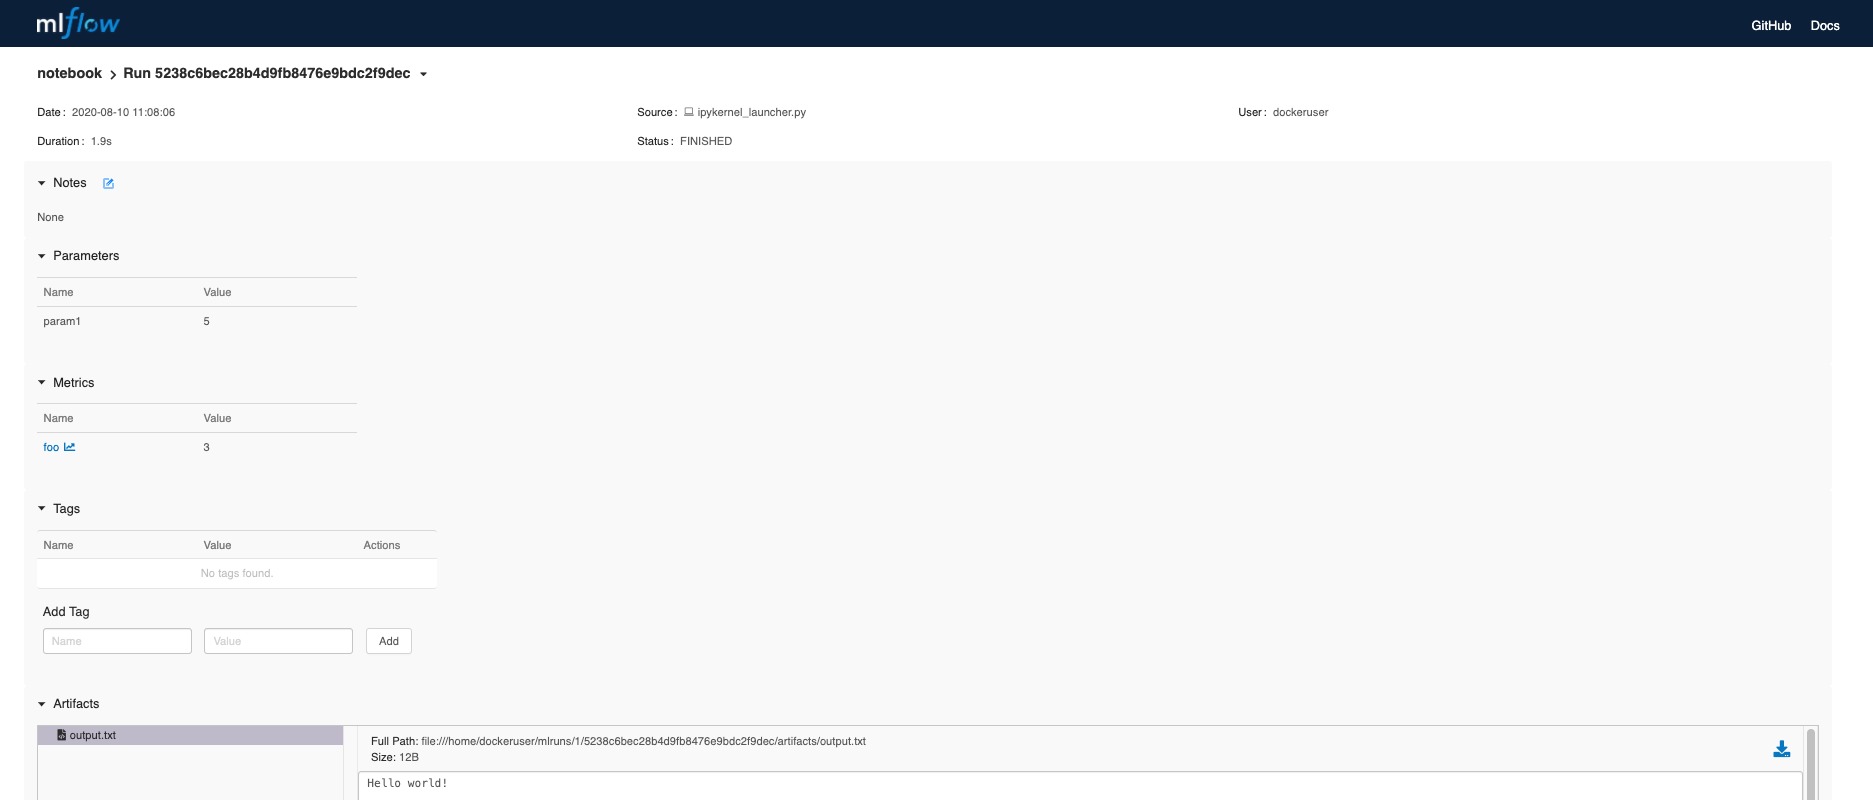 mlflow
GitHub Docs
notebook > Run 5238c6bec28b4d9fb8476e9bdc2f9dec
Date : 2020-08-10 11:08:06 Source : ipykernel_launcher.py User : dockeruser
Duration : 1.9s Status : FINISHED
Notes
None
Parameters
Name Value
param1 5
Metrics
Name Value
foo 3
Tags
Name Value Actions
No tags found.
Add Tag
Name Value Add
Artifacts
output.txt
Full Path: file:///home/dockeruser/mlruns/1/5238c6bec28b4d9fb8476e9bdc2f9dec/artifacts/output.txt
Size: 12B
Hello world!